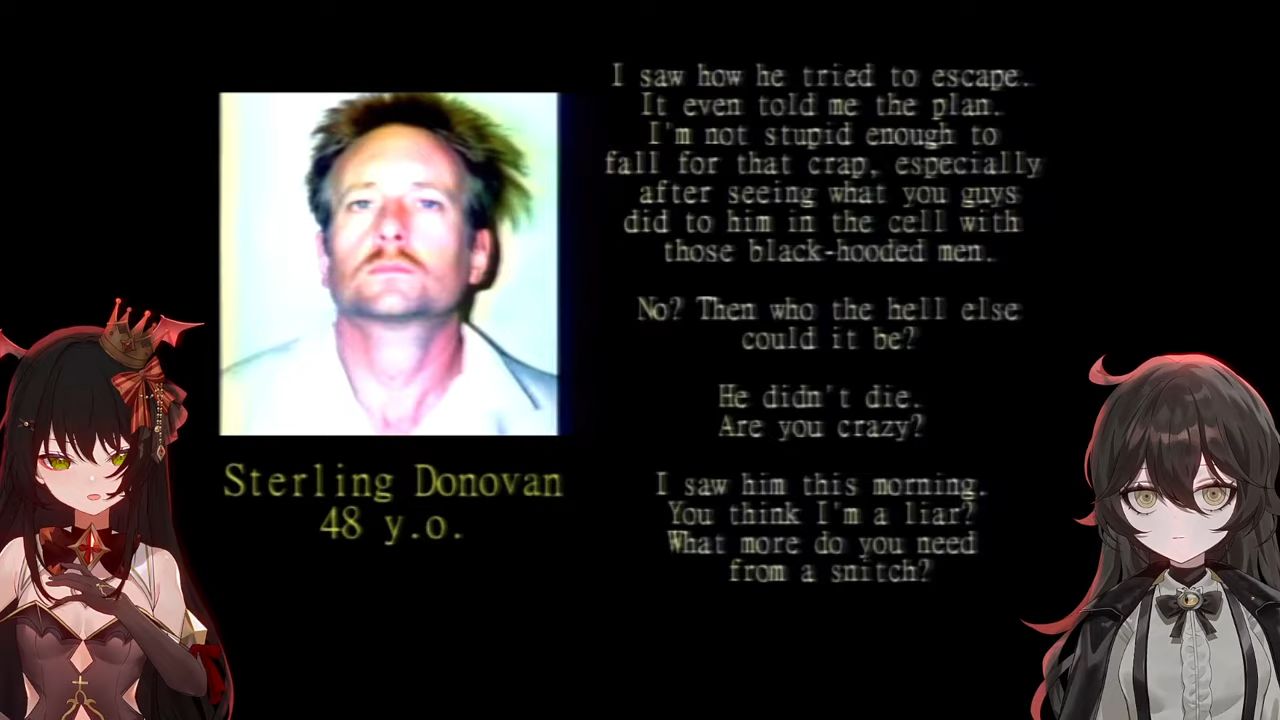 I saw how he tried to escape.
It even told me the plan.
I'm not stupid enough to
fall for that crap, especially
after seeing what you guys
did to him in the cell with
those black-hooded men.
No? Then who the hell else
could it be?
He didn't die.
Are you crazy?
I saw him this morning.
You think I'm a liar?
What more do you need
from a snitch?
Sterling Donovan
48 y.o.